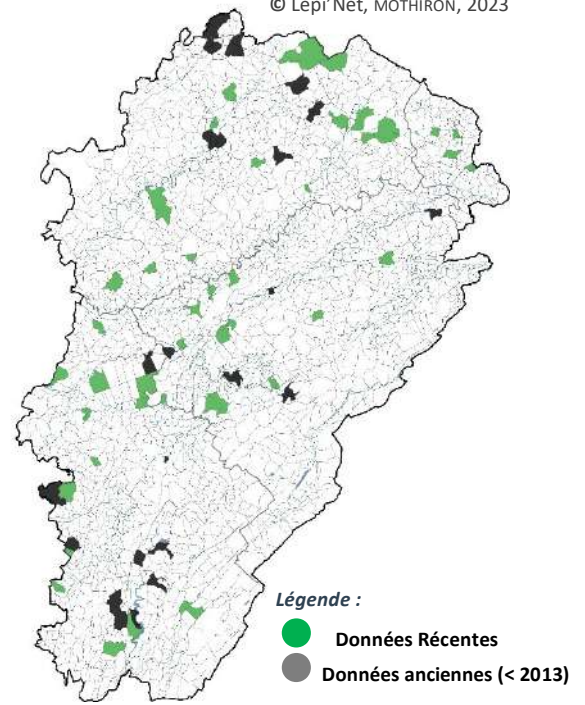 © Lepi'Net, MOTHIRON, 2023
Légende :
Données Récentes
Données anciennes (< 2013)